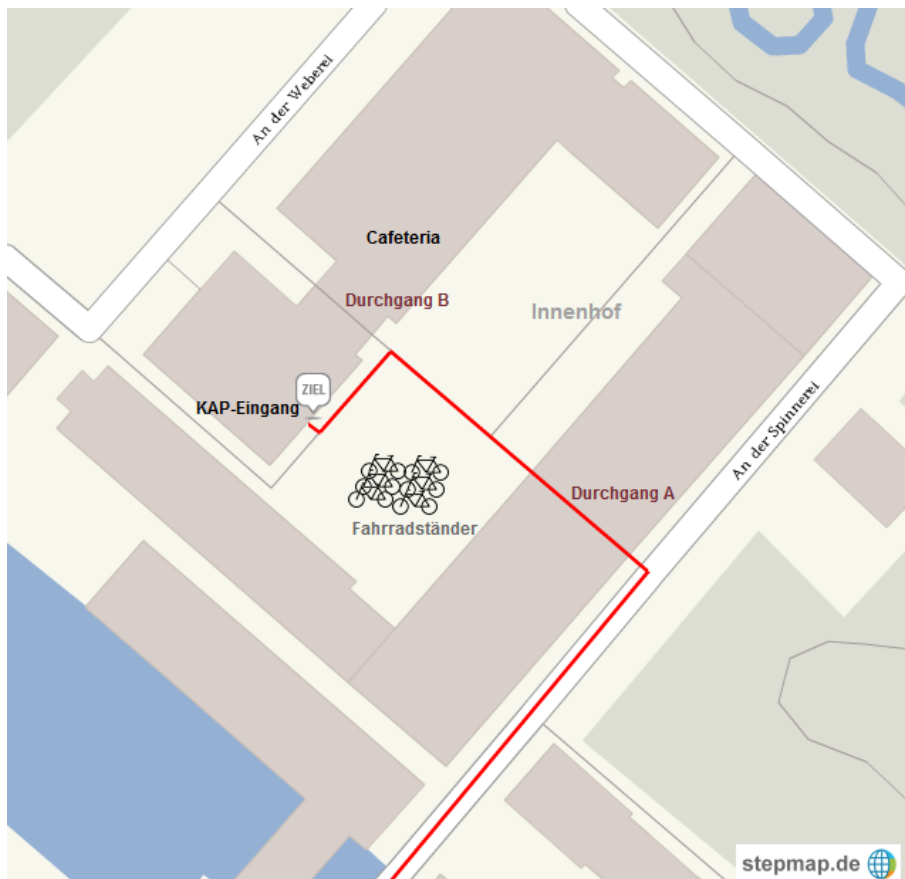 An der Weberei
Cafeteria
Durchgang B
Innenhof
ZIEL
KAP-Eingang
An der Spinnerei
Durchgang A
Fahrradständer
stepmap.de